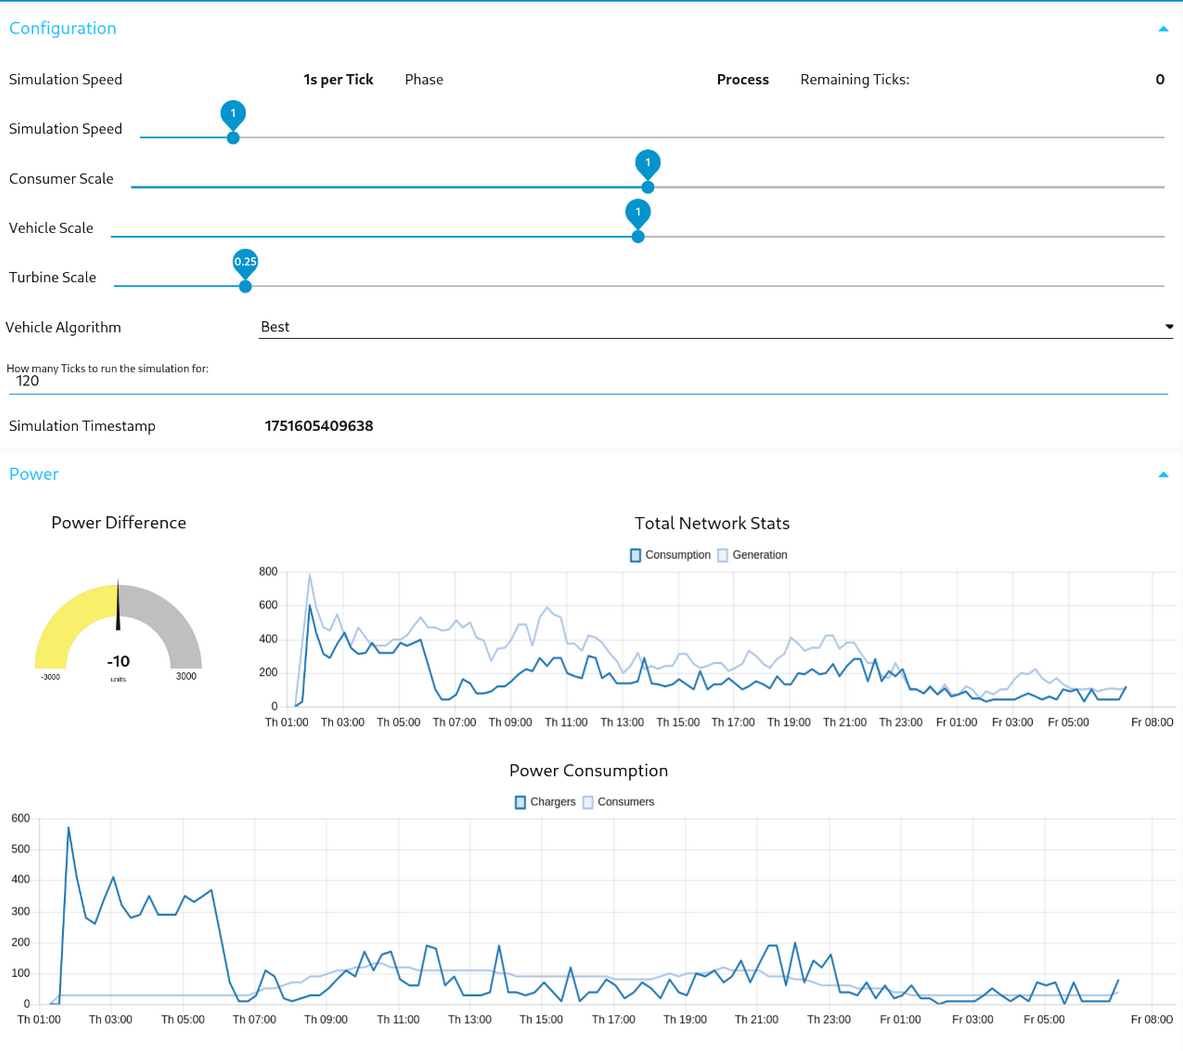 Configuration
Simulation Speed 1s per Tick Phase Process Remaining Ticks: 0
1
Simulation Speed
1
Consumer Scale
1
Vehicle Scale
0.25
Turbine Scale
Vehicle Algorithm Best
How many Ticks to run the simulation for:
120
Simulation Timestamp 1751605409638
Power
Power Difference
-10
-3000 units 3000
Total Network Stats
Consumption Generation
800
600
400
200
0
Th 01:00 Th 03:00 Th 05:00 Th 07:00 Th 09:00 Th 11:00 Th 13:00 Th 15:00 Th 17:00 Th 19:00 Th 21:00 Th 23:00 Fr 01:00 Fr 03:00 Fr 05:00 Fr 08:00
Power Consumption
Chargers Consumers
600
500
400
300
200
100
0
Th 01:00 Th 03:00 Th 05:00 Th 07:00 Th 09:00 Th 11:00 Th 13:00 Th 15:00 Th 17:00 Th 19:00 Th 21:00 Th 23:00 Fr 01:00 Fr 03:00 Fr 05:00 Fr 08:00